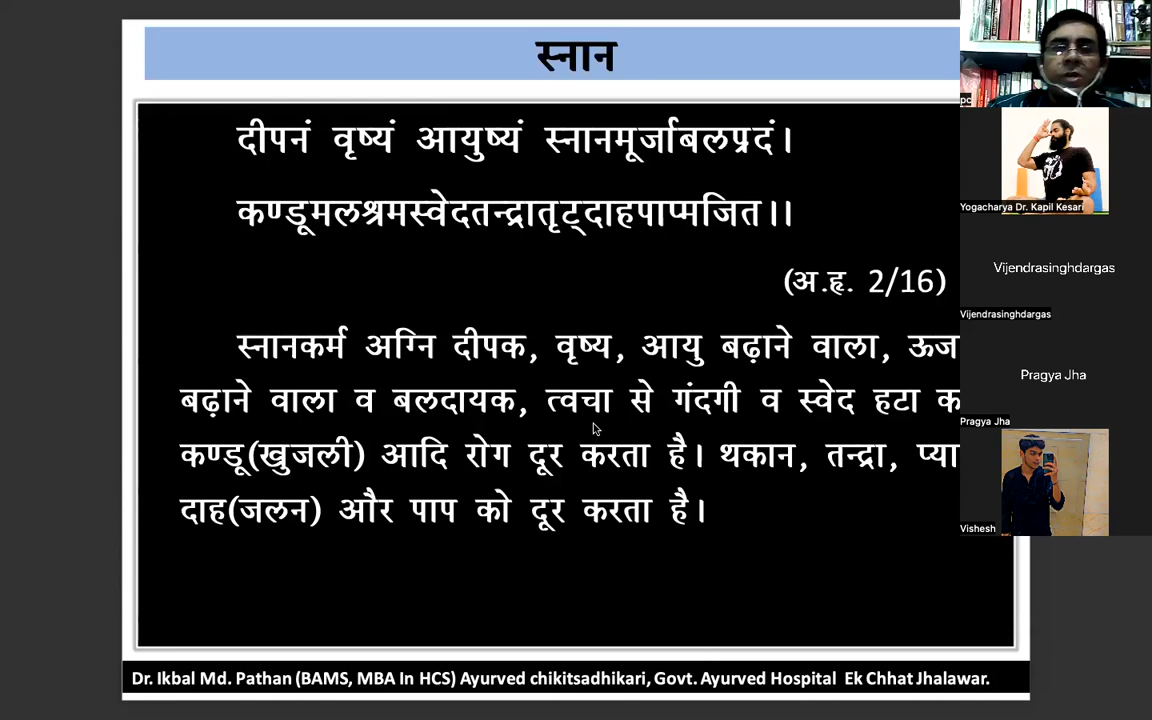 स्नान
दीपनं वृष्यं आयुष्यं स्नानमूर्जाबलप्रदं।
कण्डूमलश्रमस्वेदतन्द्रातृट्दाहपाप्मजित।।
(अ.हृ. 2/16)
स्नानकर्म अग्नि दीपक, वृष्य, आयु बढ़ाने वाला,
बढ़ाने वाला व बलदायक, त्वचा से गंदगी व स्वेद हटा
कण्डू(खुजली) आदि रोग दूर करता है। थकान, तन्द्रा,
दाह(जलन) और पाप को दूर करता है।
Dr. Ikbal Md. Pathan (BAMS, MBA In HCS) Ayurved chikitsadhikari, Govt. Ayurved Hospital Ek Chhat Jhalawar.
pc
Yogacharya Dr. Kapil Kesari
Vijendrasinghdargas
Vijendrasinghdargas
Pragya Jha
Pragya Jha
Vishesh